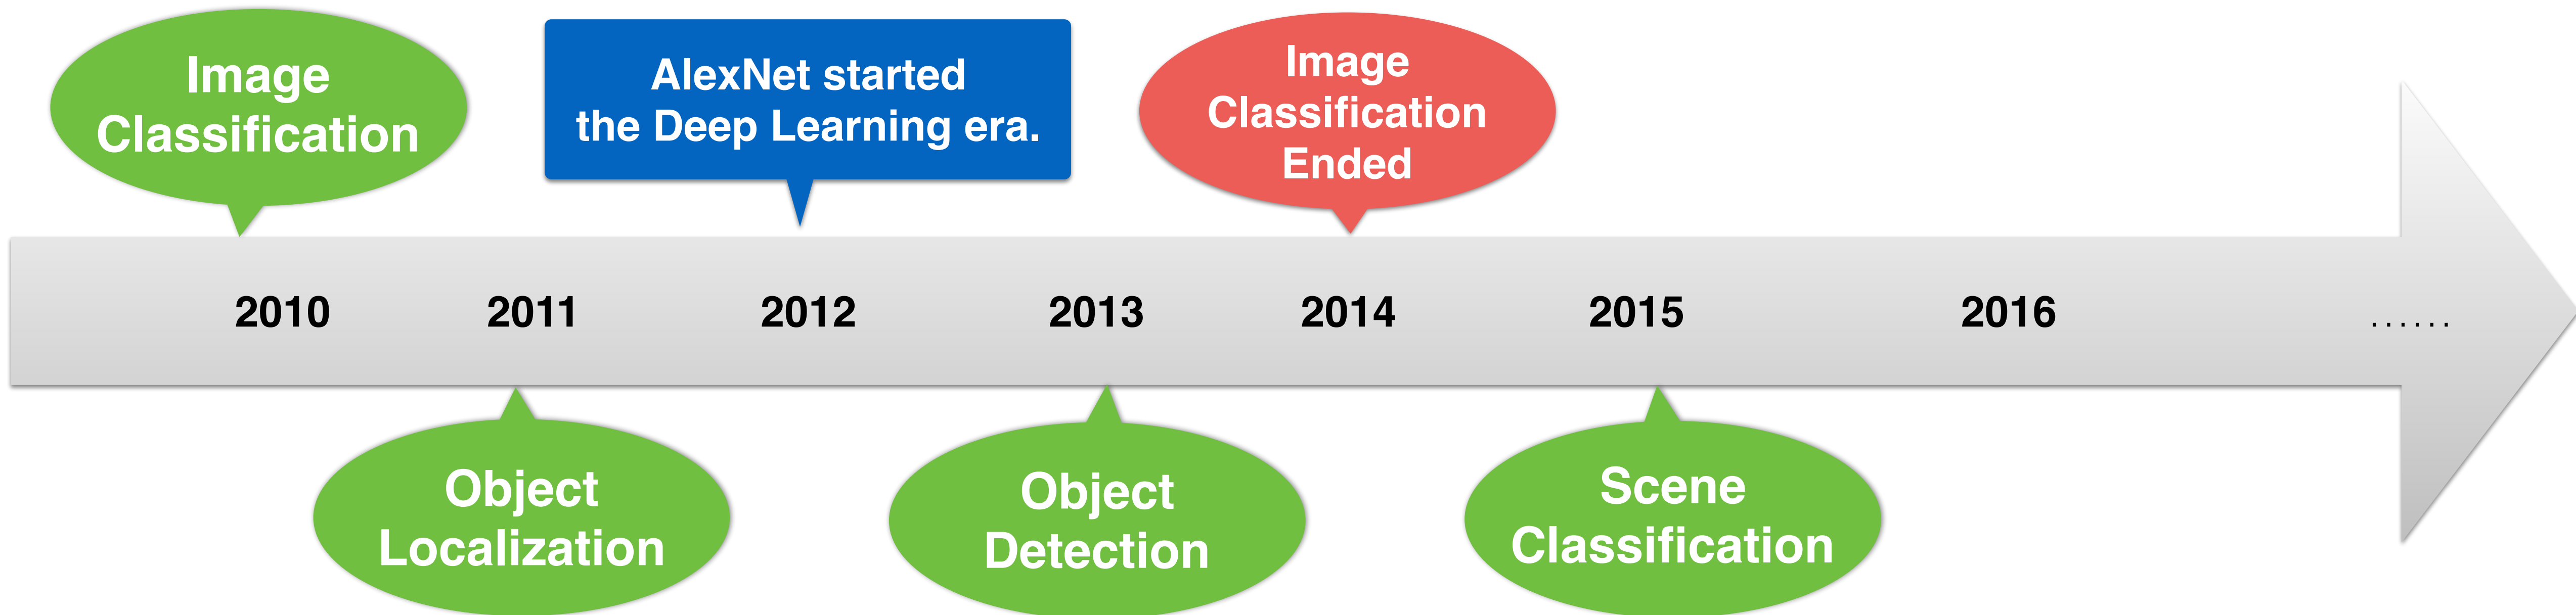 Image
Classification
AlexNet started
the Deep Learning era.
Image
Classification
Ended
2010 2011 2012 2013 2014 2015 2016 ......
Object
Localization
Object
Detection
Scene
Classification